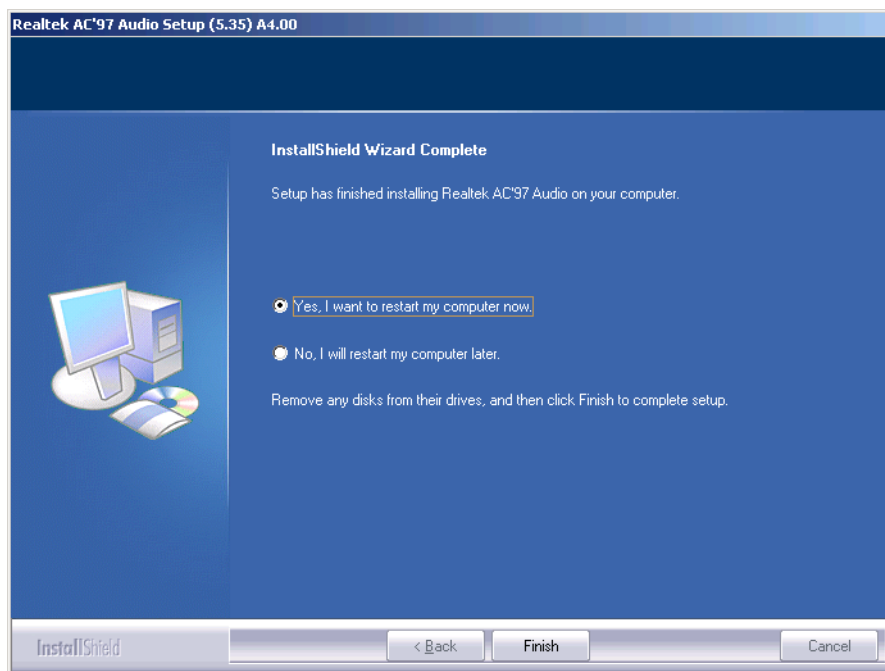 Realtek AC'97 Audio Setup (5.35) A4.00
InstallShield Wizard Complete
Setup has finished installing Realtek AC'97 Audio on your computer.
Yes, I want to restart my computer now.
No, I will restart my computer later.
Remove any disks from their drives, and then click Finish to complete setup.
InstallShield
< Back
Finish
Cancel